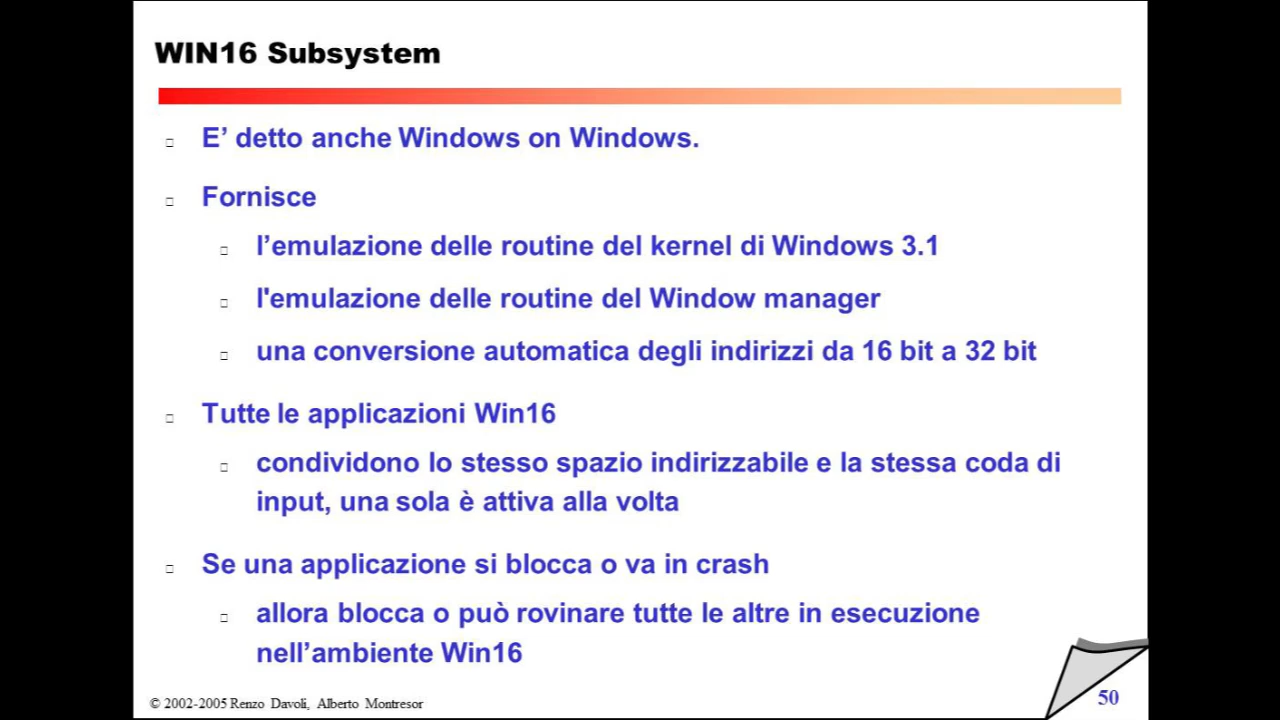 WIN16 Subsystem
E’ detto anche Windows on Windows.
Fornisce
l’emulazione delle routine del kernel di Windows 3.1
l'emulazione delle routine del Window manager
una conversione automatica degli indirizzi da 16 bit a 32 bit
Tutte le applicazioni Win16
condividono lo stesso spazio indirizzabile e la stessa coda di
input, una sola è attiva alla volta
Se una applicazione si blocca o va in crash
allora blocca o può rovinare tutte le altre in esecuzione
nell’ambiente Win16
© 2002-2005 Renzo Davoli, Alberto Montresor
50